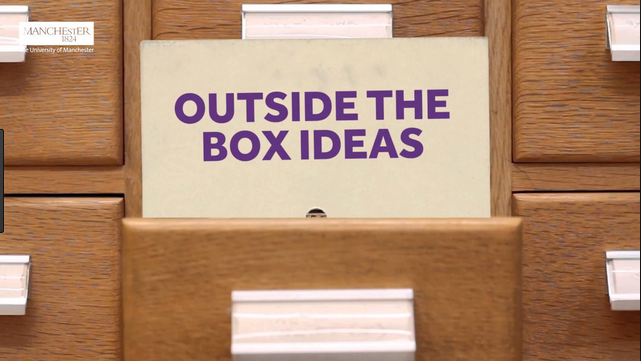 MANCHESTER
1824
The University of Manchester
OUTSIDE THE
BOX IDEAS